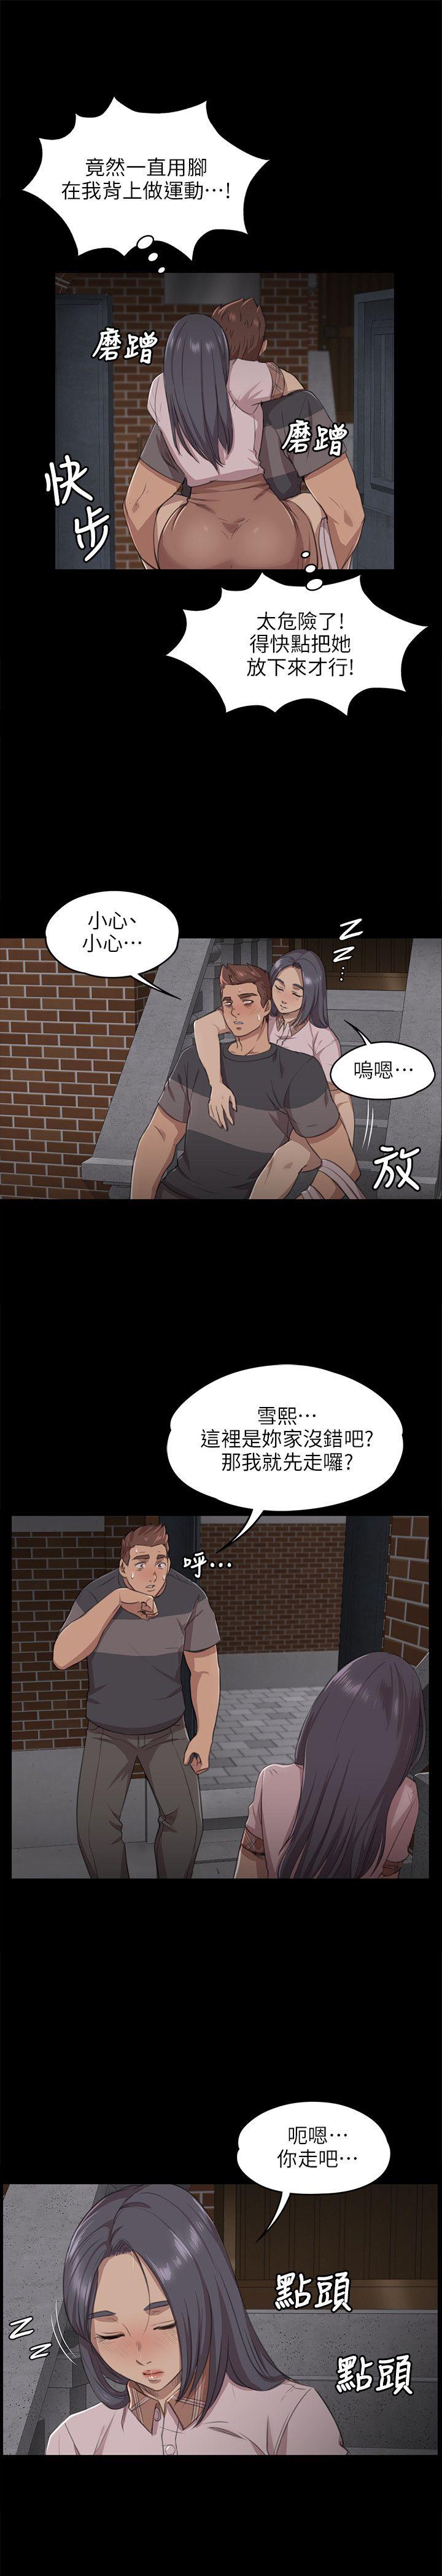 竟然一直用腳
在我背上做運動…!
磨蹭
磨蹭
快步
太危險了!
得快點把她
放下來才行!
小心、
小心…
zz…
嗚嗯…
放
雪熙…
這裡是妳家沒錯吧?
那我就先走囉?
呼…
呃嗯…
你走吧…
點頭
點頭
zz